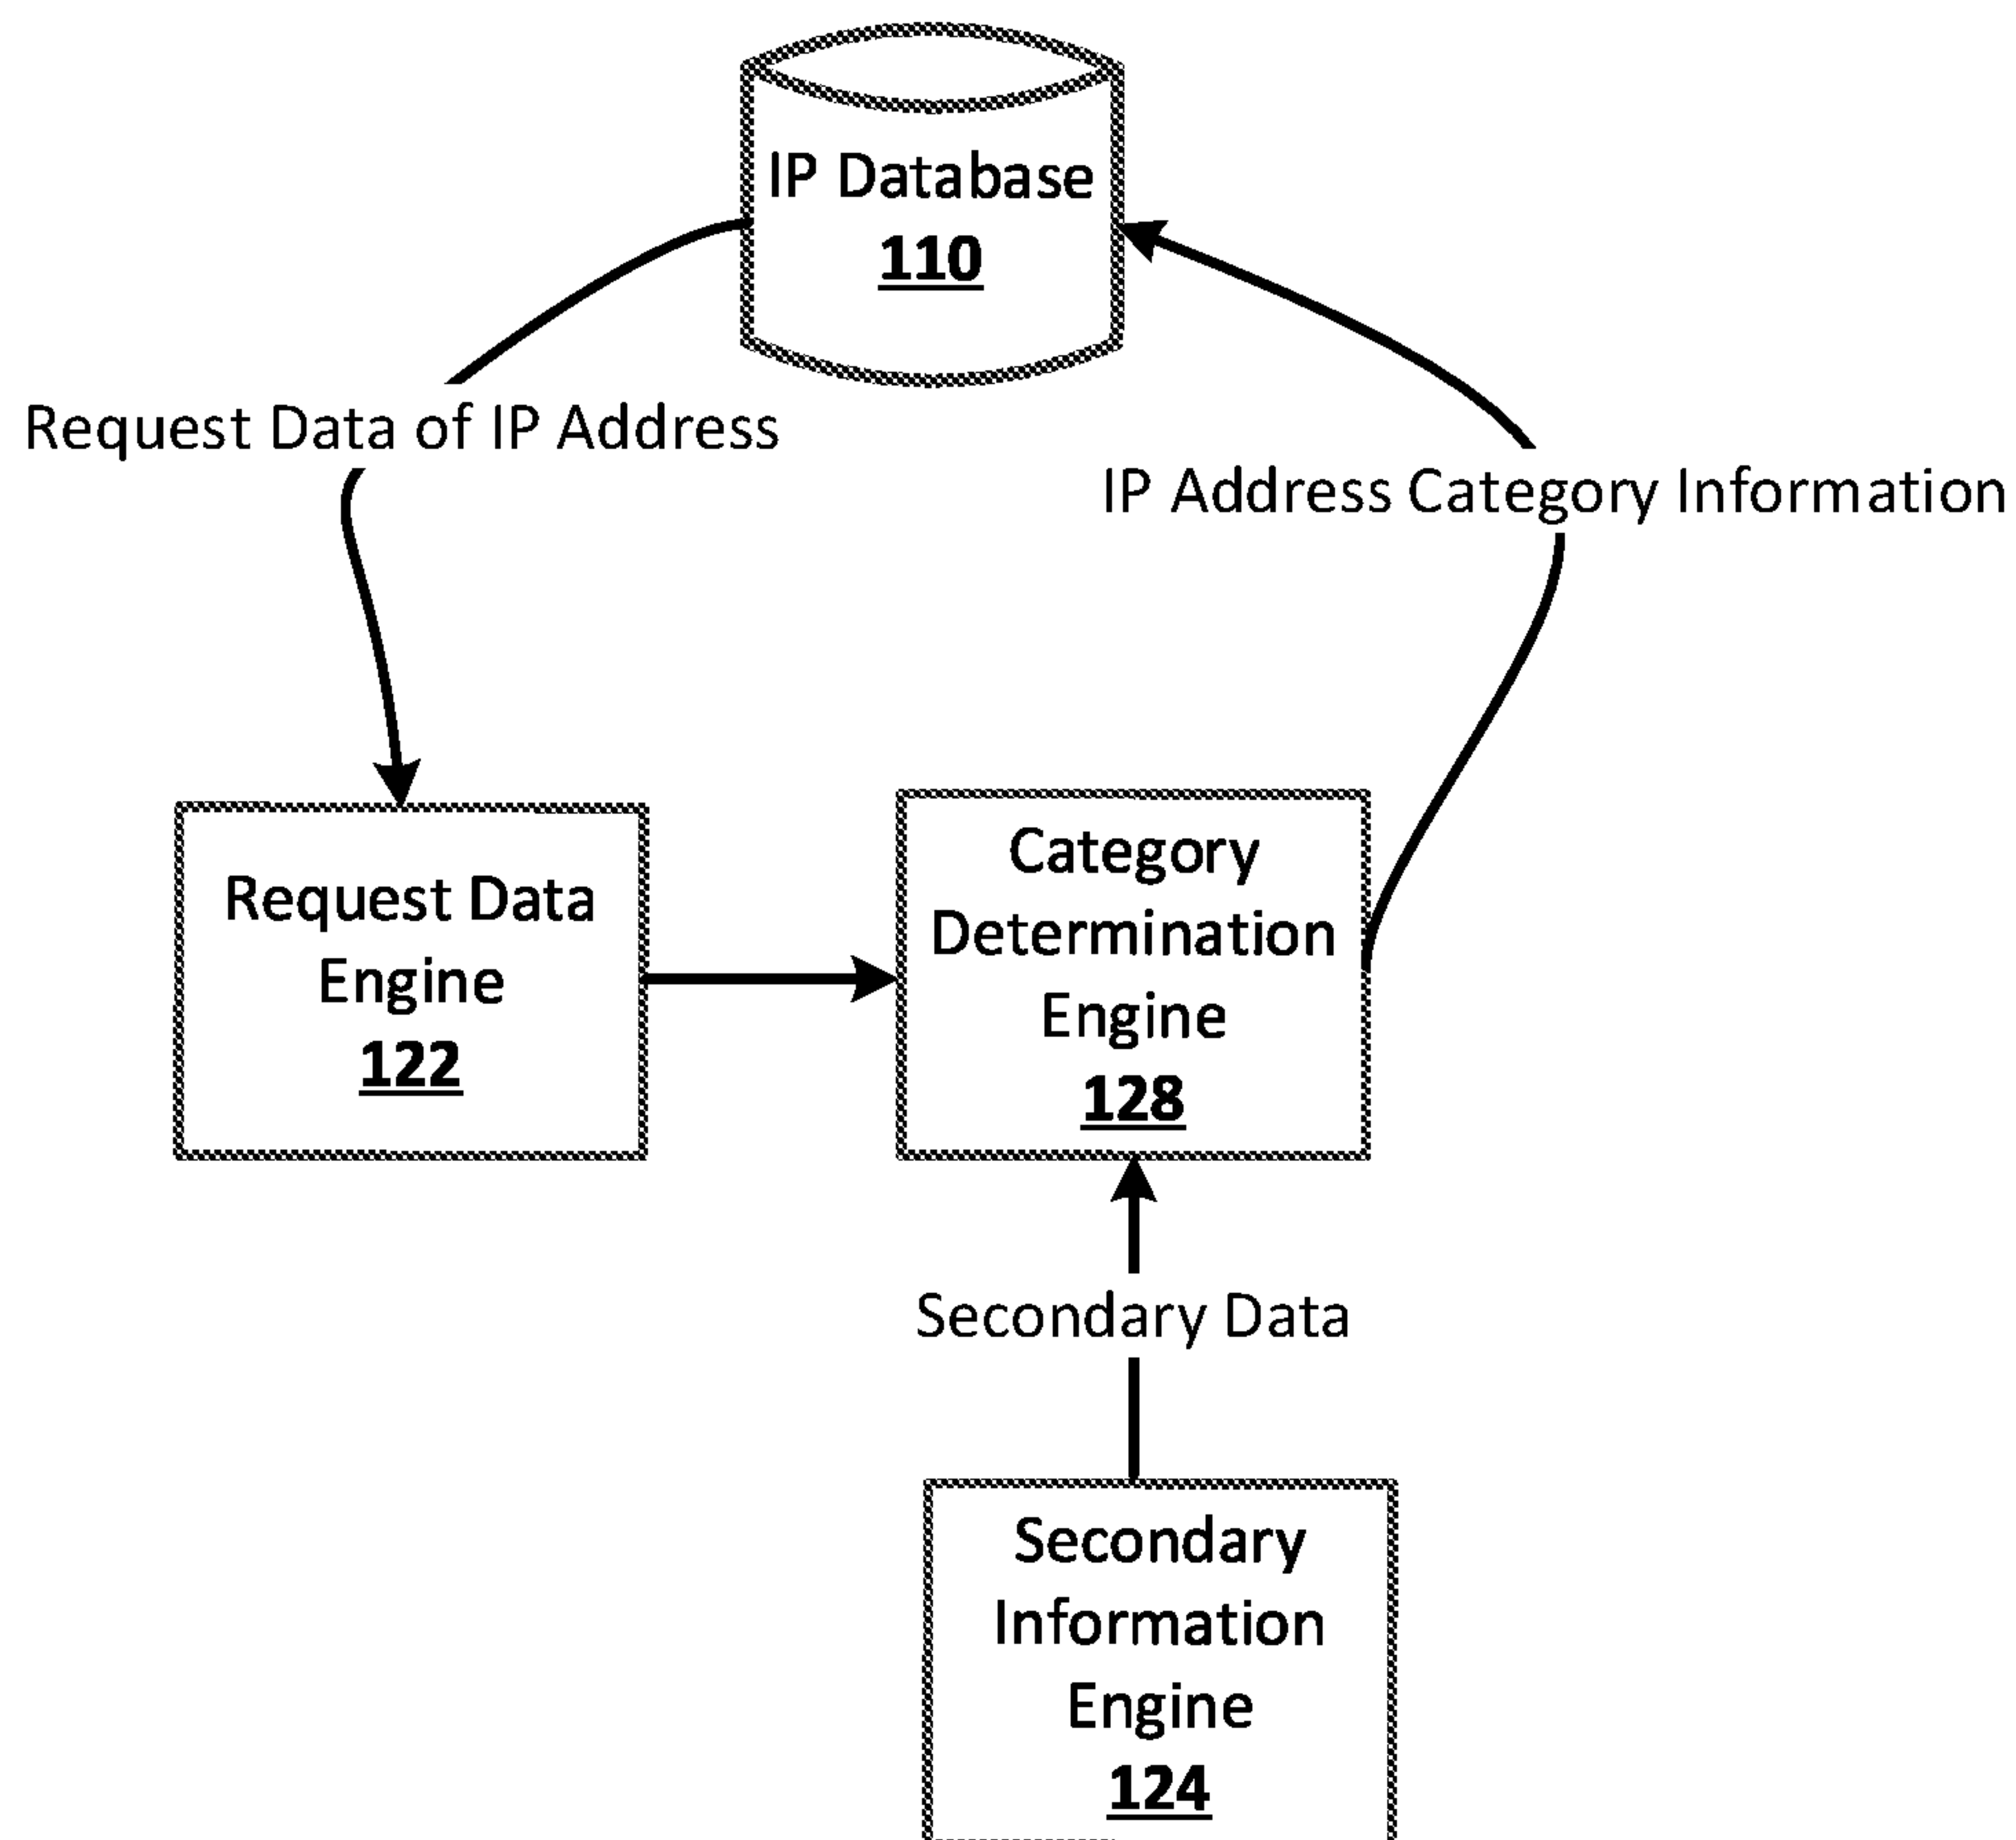 IP Database
110
Request Data of IP Address
IP Address Category Information
Request Data
Engine
122
Category
Determination
Engine
128
Secondary Data
Secondary
Information
Engine
124